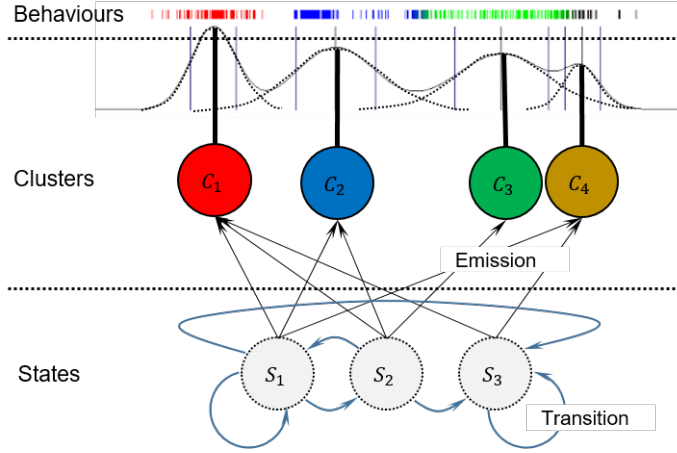 Behaviours
Clusters
C₁
C₂
C₃
C₄
Emission
States
S₁
S₂
S₃
Transition